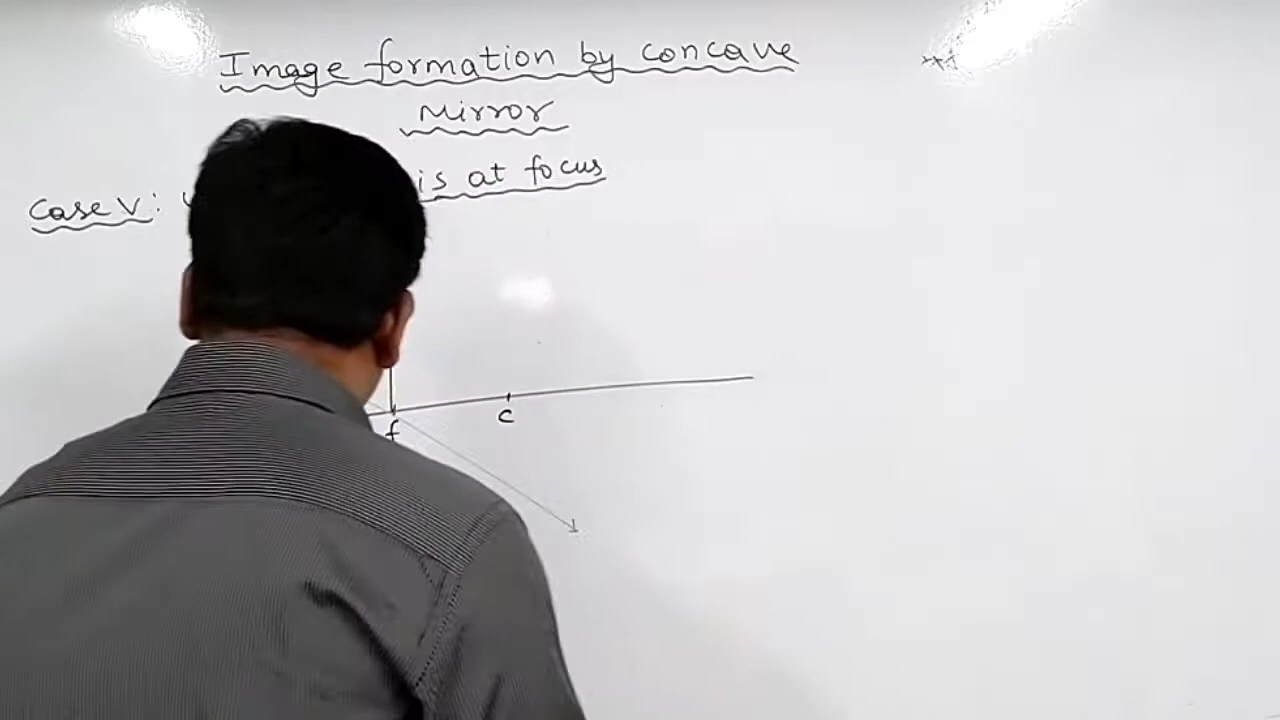 Image formation by concave
Mirror
Case V: is at focus
f
c